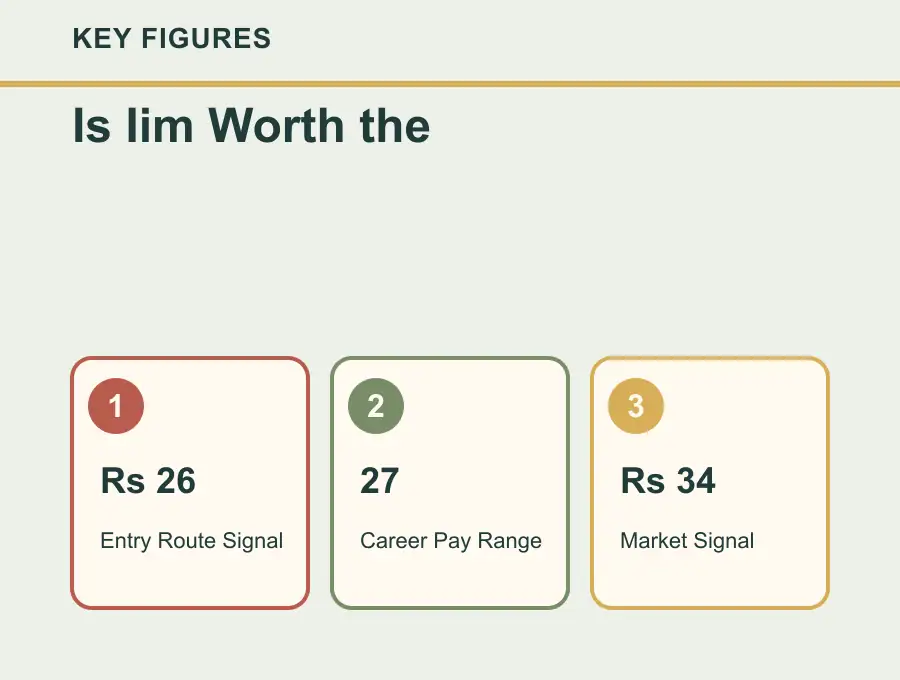 KEY FIGURES
Is Iim Worth the
1
2
3
Rs 26
27
Rs 34
Entry Route Signal
Career Pay Range
Market Signal